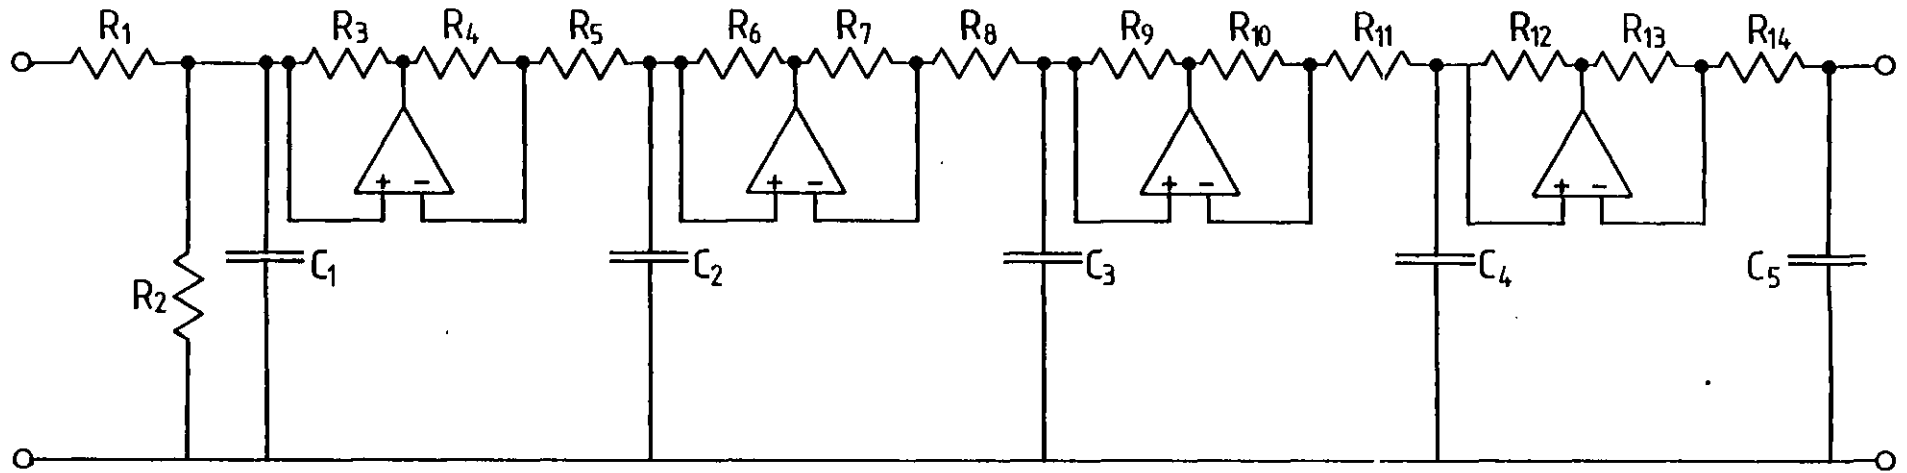 R1 R3 R4 R5 R6 R7 R8 R9 R10 R11 R12 R13 R14
+ − + − + − + −
R2 C1 C2 C3 C4 C5